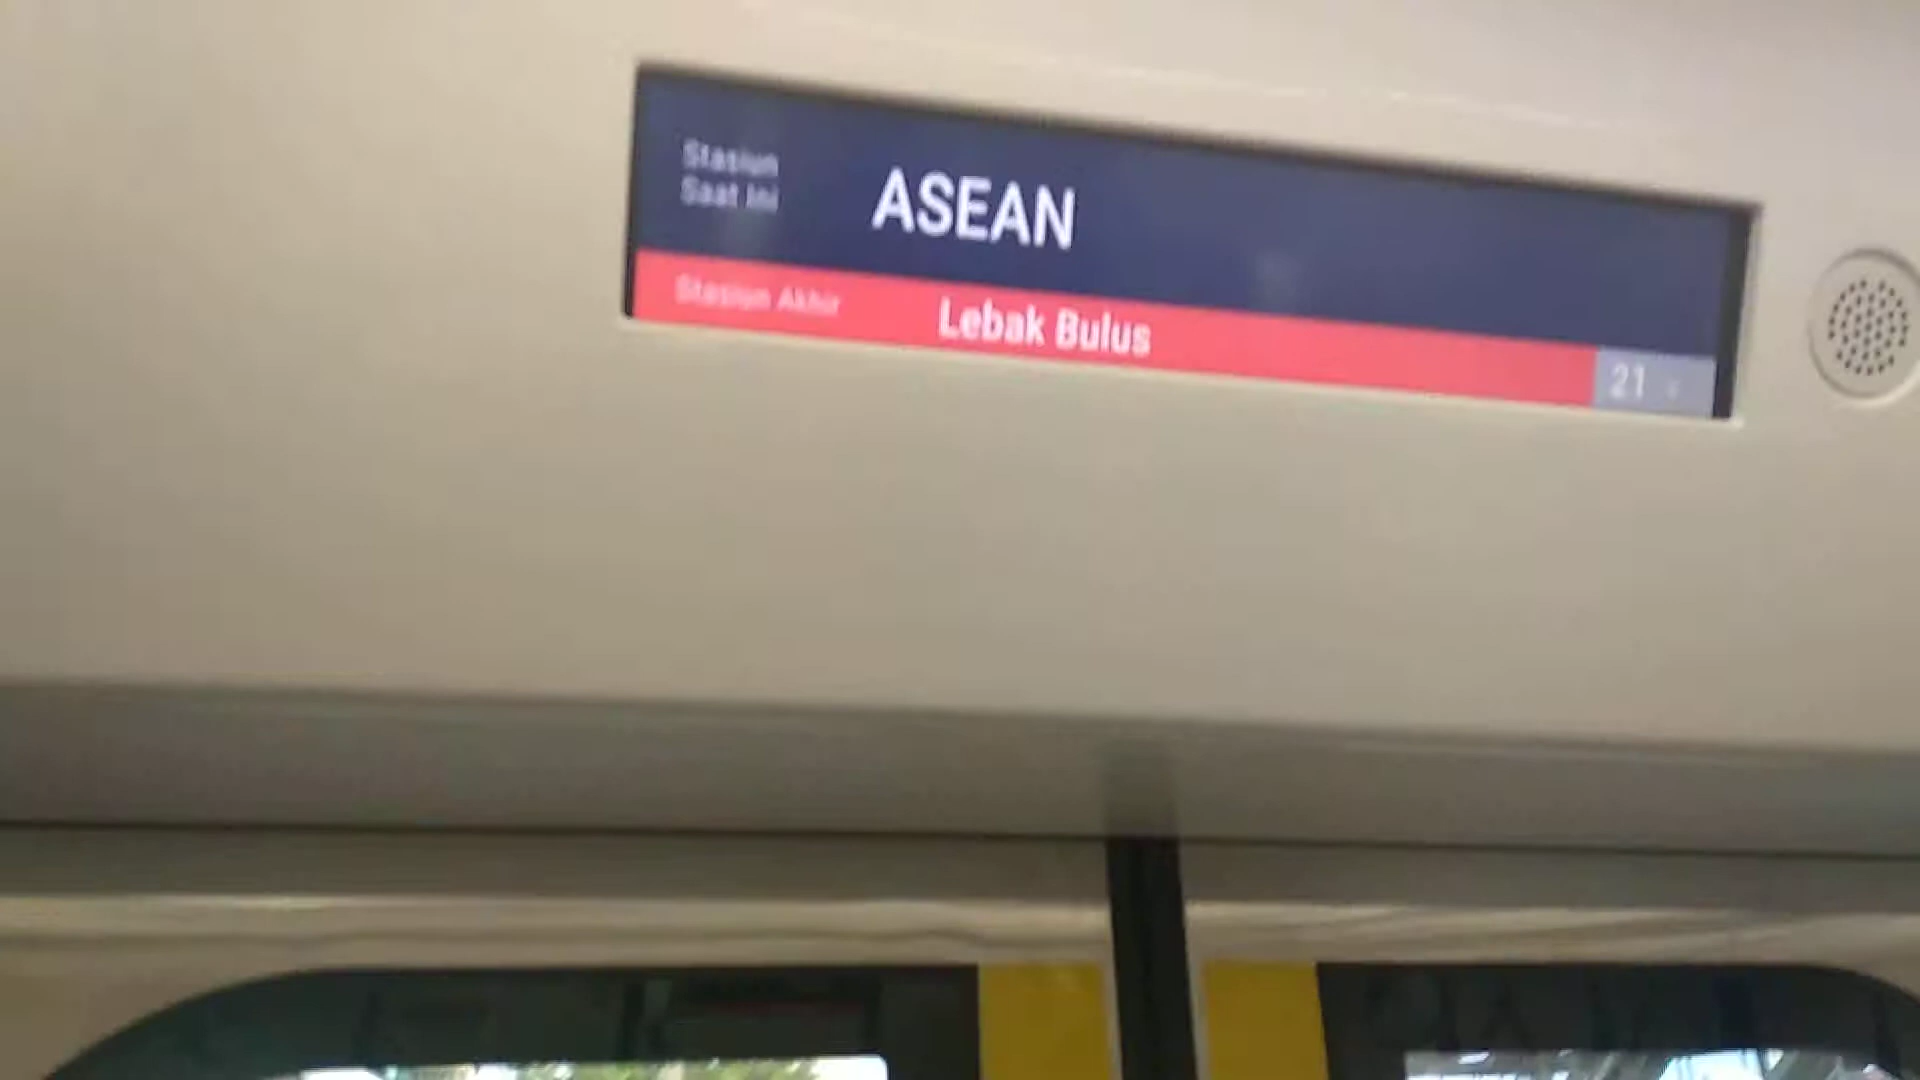 Stasiun
Saat Ini
ASEAN
Stasiun Akhir
Lebak Bulus
21